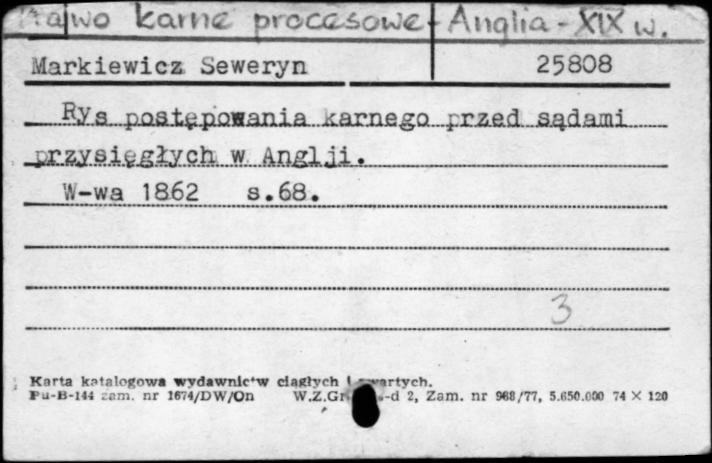 Prawo karne procesowe - Anglia - XIX w.
Markiewicz Seweryn 25808
Rys postępowania karnego przed sądami
przysięgłych w Anglji.
W-wa 1862 s.68.
3
Karta katalogowa wydawnictw ciągłych i zwartych.
Pu-B-144 zam. nr 1674/DW/On W.Z.Gr -d 2, Zam. nr 968/77, 5.650.000 74 X 120